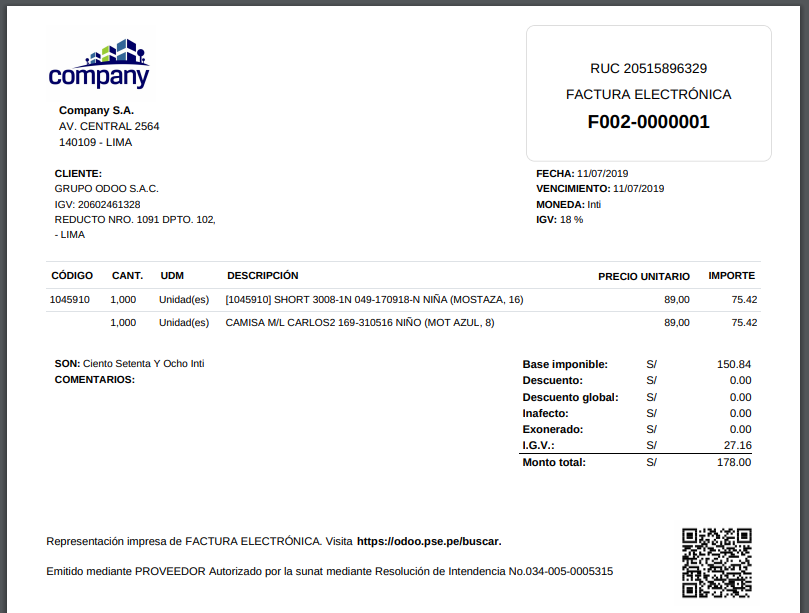 company
Company S.A.
AV. CENTRAL 2564
140109 - LIMA
RUC 20515896329
FACTURA ELECTRÓNICA
F002-0000001
CLIENTE:
GRUPO ODOO S.A.C.
IGV: 20602461328
REDUCTO NRO. 1091 DPTO. 102,
- LIMA
FECHA: 11/07/2019
VENCIMIENTO: 11/07/2019
MONEDA: Inti
IGV: 18 %
CÓDIGO CANT. UDM DESCRIPCIÓN PRECIO UNITARIO IMPORTE
1045910 1,000 Unidad(es) [1045910] SHORT 3008-1N 049-170918-N NIÑA (MOSTAZA, 16) 89,00 75.42
1,000 Unidad(es) CAMISA M/L CARLOS2 169-310516 NIÑO (MOT AZUL, 8) 89,00 75.42
SON: Ciento Setenta Y Ocho Inti
COMENTARIOS:
Base imponible: S/ 150.84
Descuento: S/ 0.00
Descuento global: S/ 0.00
Inafecto: S/ 0.00
Exonerado: S/ 0.00
I.G.V.: S/ 27.16
Monto total: S/ 178.00
Representación impresa de FACTURA ELECTRÓNICA. Visita https://odoo.pse.pe/buscar.
Emitido mediante PROVEEDOR Autorizado por la sunat mediante Resolución de Intendencia No.034-005-0005315